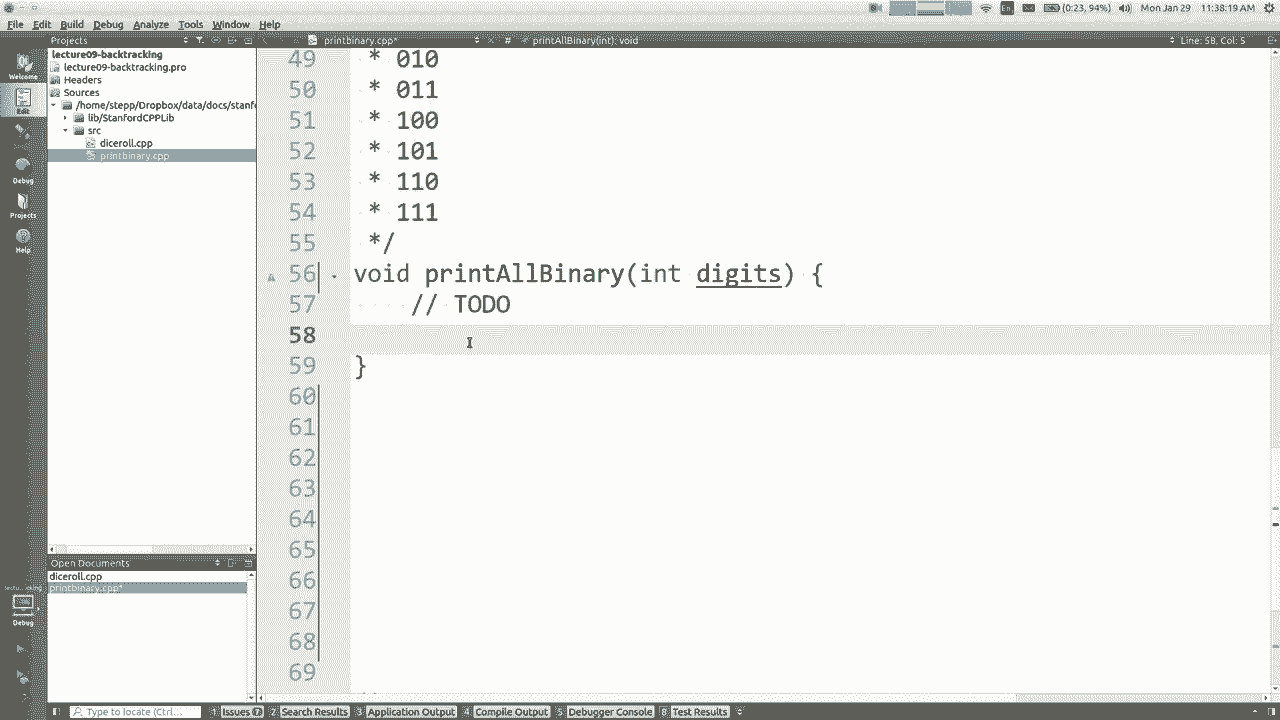 (0:23, 94%) Mon Jan 29 11:38:19 AM
File Edit Build Debug Analyze Tools Window Help
Projects printbinary.cpp* # printAllBinary(int): void Line: 58, Col: 5
Welcome
Edit
Debug
Projects
Help
Debug
lecture09-backtracking
lecture09-backtracking.pro
Headers
Sources
/home/stepp/Dropbox/data/docs/stanf
lib/StanfordCPPLib
src
diceroll.cpp
printbinary.cpp
49 * 010
50 * 011
51 * 100
52 * 101
53 * 110
54 * 111
55 */
56 void printAllBinary(int digits) {
57 // TODO
58
59 }
60
61
62
63
64
65
66
67
68
69
Open Documents
diceroll.cpp
printbinary.cpp*
Type to locate (Ctrl... 1 Issues 7 2 Search Results 3 Application Output 4 Compile Output 5 Debugger Console 8 Test Results